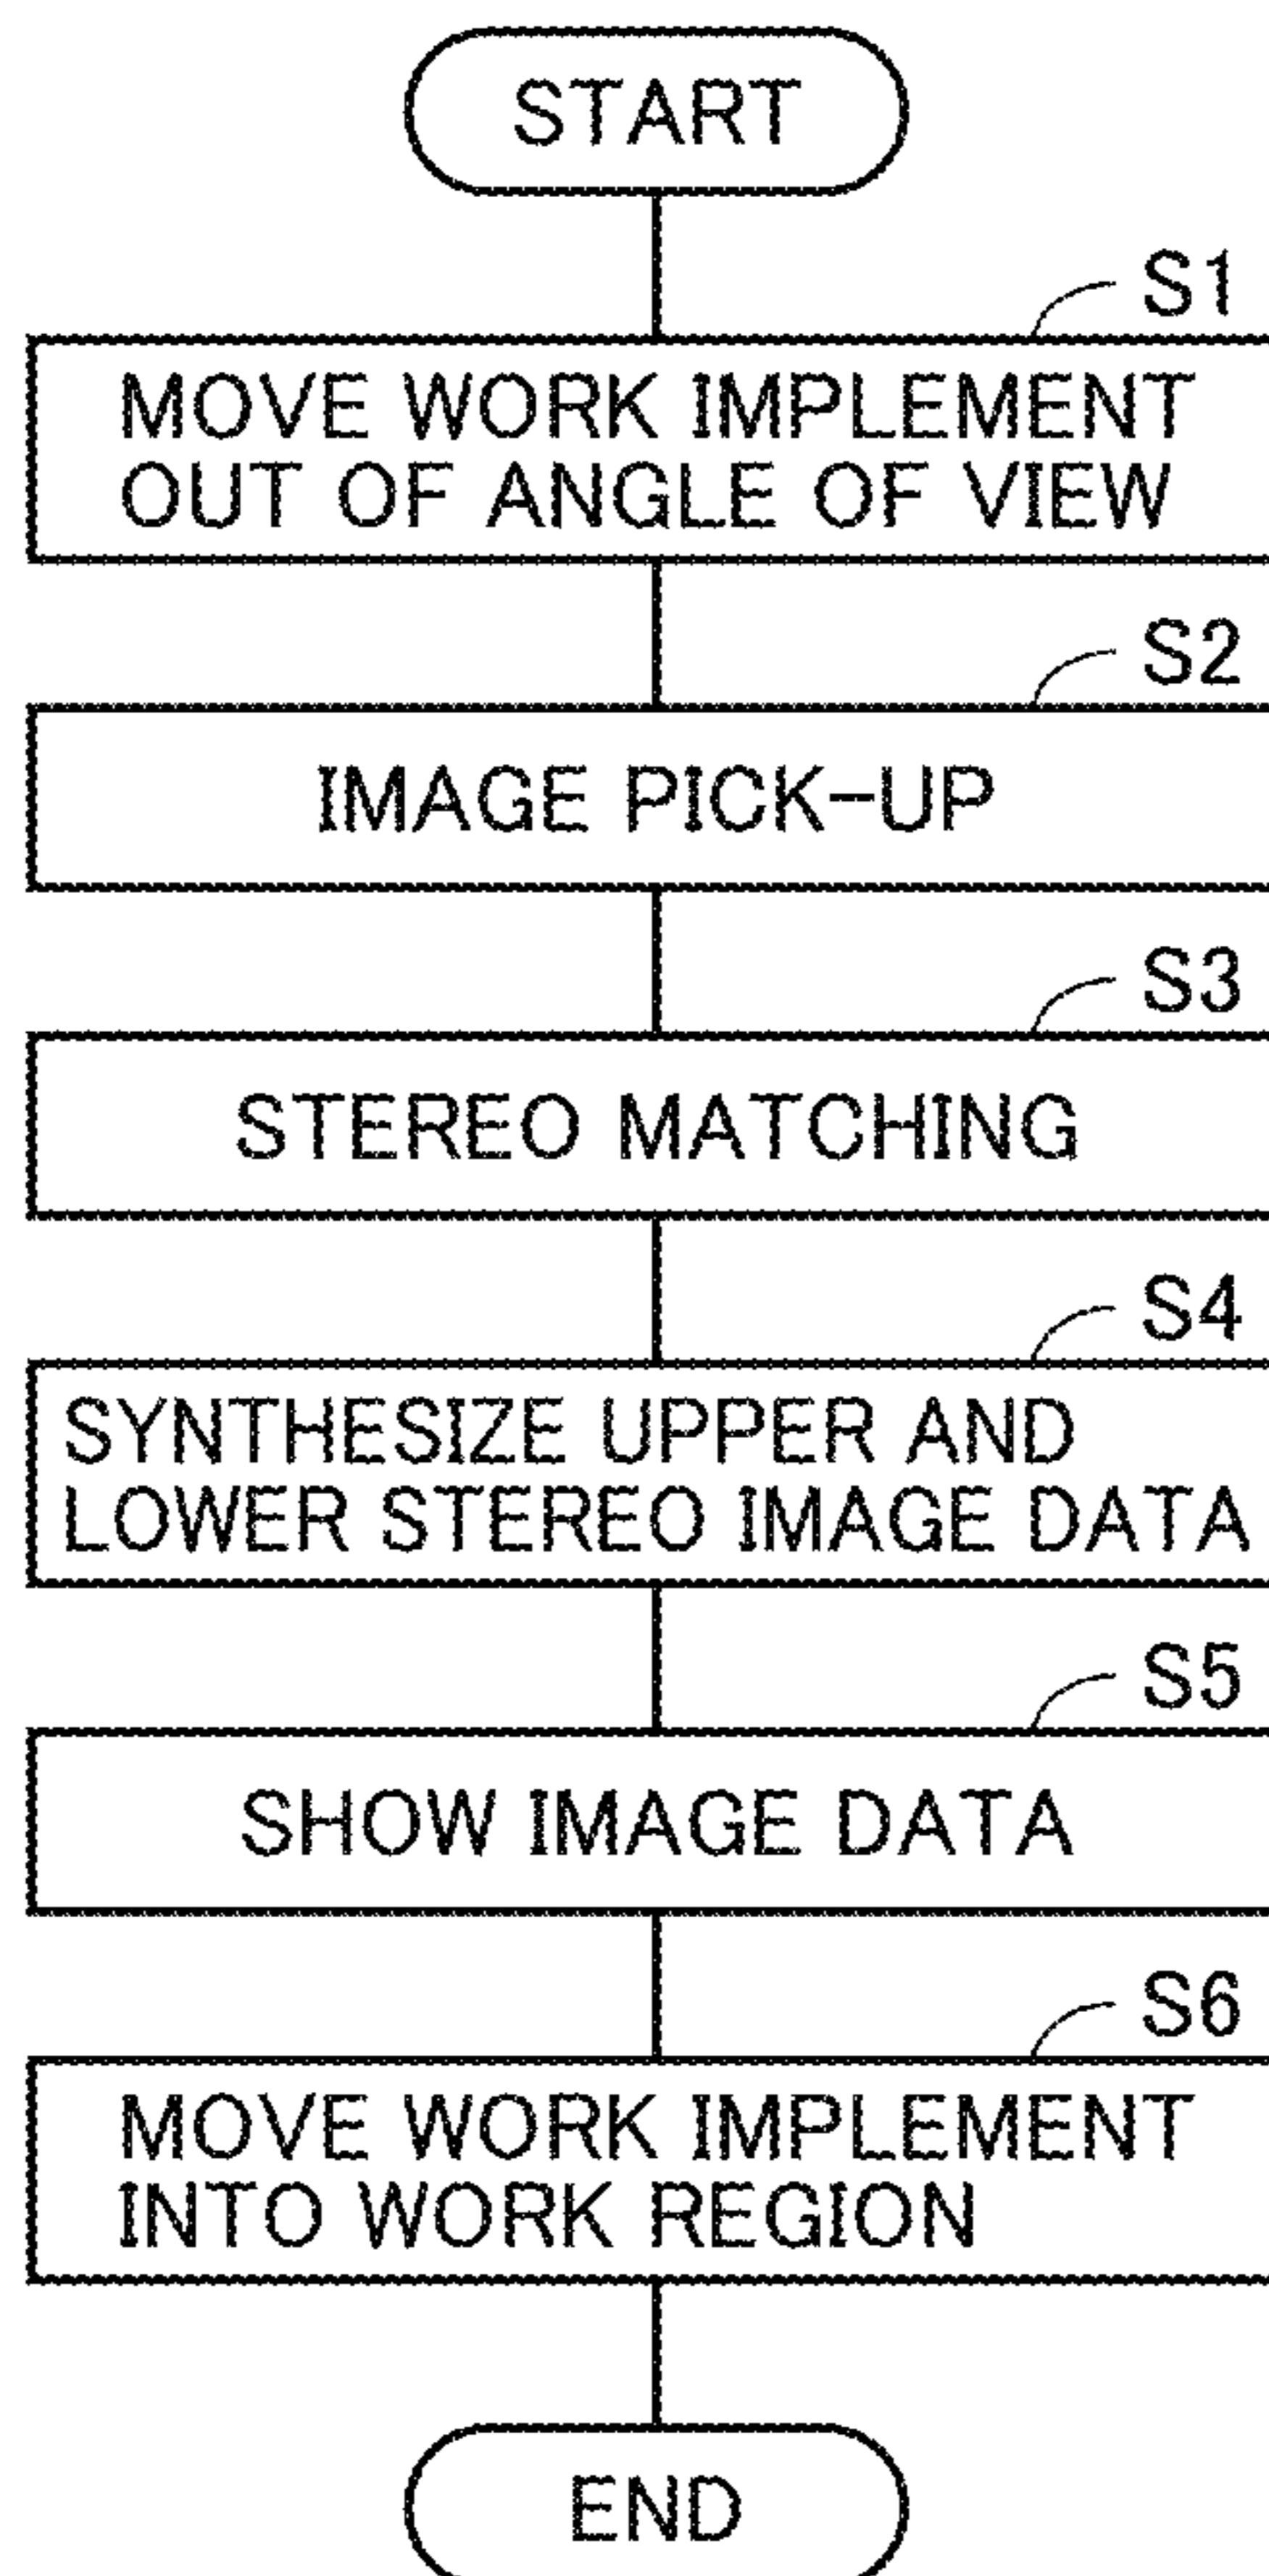 START
S1
MOVE WORK IMPLEMENT
OUT OF ANGLE OF VIEW
S2
IMAGE PICK-UP
S3
STEREO MATCHING
S4
SYNTHESIZE UPPER AND
LOWER STEREO IMAGE DATA
S5
SHOW IMAGE DATA
S6
MOVE WORK IMPLEMENT
INTO WORK REGION
END